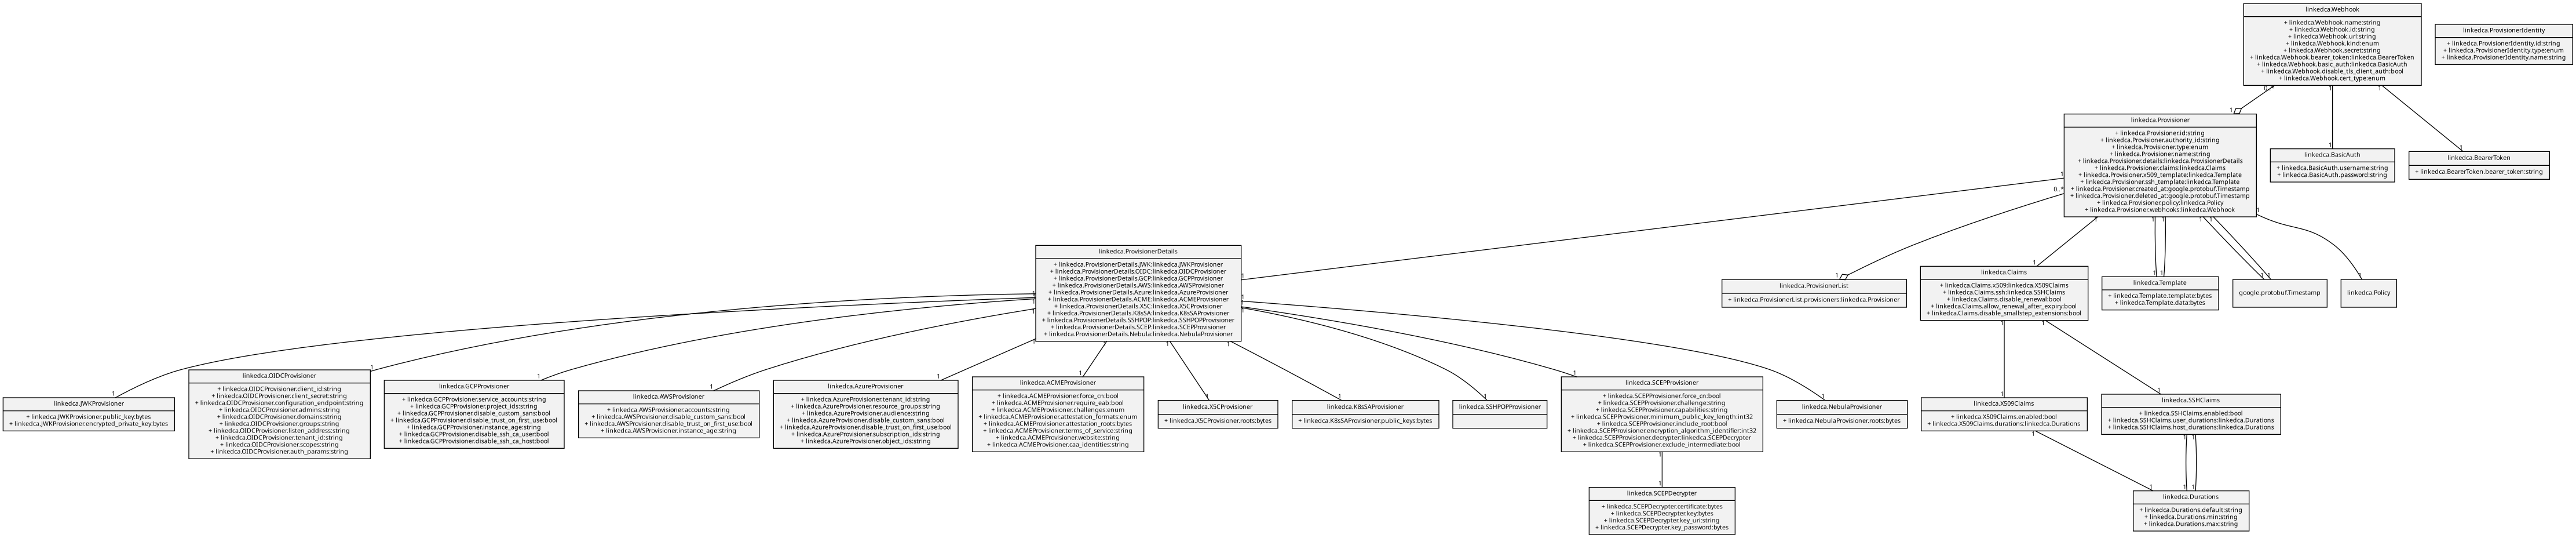 linkedca.Webhook
+ linkedca.Webhook.name:string
+ linkedca.Webhook.id:string
+ linkedca.Webhook.url:string
+ linkedca.Webhook.kind:enum
+ linkedca.Webhook.secret:string
+ linkedca.Webhook.bearer_token:linkedca.BearerToken
+ linkedca.Webhook.basic_auth:linkedca.BasicAuth
+ linkedca.Webhook.disable_tls_client_auth:bool
+ linkedca.Webhook.cert_type:enum
linkedca.ProvisionerIdentity
+ linkedca.ProvisionerIdentity.id:string
+ linkedca.ProvisionerIdentity.type:enum
+ linkedca.ProvisionerIdentity.name:string
1
1
1
linkedca.Provisioner
+ linkedca.Provisioner.id:string
+ linkedca.Provisioner.authority_id:string
+ linkedca.Provisioner.type:enum
+ linkedca.Provisioner.name:string
+ linkedca.Provisioner.details:linkedca.ProvisionerDetails
+ linkedca.Provisioner.claims:linkedca.Claims
+ linkedca.Provisioner.x509_template:linkedca.Template
+ linkedca.Provisioner.ssh_template:linkedca.Template
+ linkedca.Provisioner.created_at:google.protobuf.Timestamp
+ linkedca.Provisioner.deleted_at:google.protobuf.Timestamp
+ linkedca.Provisioner.policy:linkedca.Policy
+ linkedca.Provisioner.webhooks:linkedca.Webhook
1
linkedca.BasicAuth
+ linkedca.BasicAuth.username:string
+ linkedca.BasicAuth.password:string
1
linkedca.BearerToken
+ linkedca.BearerToken.bearer_token:string
1
0..*
1
1
1
1
1
1
linkedca.ProvisionerDetails
+ linkedca.ProvisionerDetails.JWK:linkedca.JWKProvisioner
+ linkedca.ProvisionerDetails.OIDC:linkedca.OIDCProvisioner
+ linkedca.ProvisionerDetails.GCP:linkedca.GCPProvisioner
+ linkedca.ProvisionerDetails.AWS:linkedca.AWSProvisioner
+ linkedca.ProvisionerDetails.Azure:linkedca.AzureProvisioner
+ linkedca.ProvisionerDetails.ACME:linkedca.ACMEProvisioner
+ linkedca.ProvisionerDetails.X5C:linkedca.X5CProvisioner
+ linkedca.ProvisionerDetails.K8sSA:linkedca.K8sSAProvisioner
+ linkedca.ProvisionerDetails.SSHPOP:linkedca.SSHPOPProvisioner
+ linkedca.ProvisionerDetails.SCEP:linkedca.SCEPProvisioner
+ linkedca.ProvisionerDetails.Nebula:linkedca.NebulaProvisioner
1
1
linkedca.ProvisionerList
+ linkedca.ProvisionerList.provisioners:linkedca.Provisioner
1
linkedca.Claims
+ linkedca.Claims.x509:linkedca.X509Claims
+ linkedca.Claims.ssh:linkedca.SSHClaims
+ linkedca.Claims.disable_renewal:bool
+ linkedca.Claims.allow_renewal_after_expiry:bool
+ linkedca.Claims.disable_smallstep_extensions:bool
1
1
linkedca.Template
+ linkedca.Template.template:bytes
+ linkedca.Template.data:bytes
1
1
google.protobuf.Timestamp
1
linkedca.Policy
1
linkedca.JWKProvisioner
+ linkedca.JWKProvisioner.public_key:bytes
+ linkedca.JWKProvisioner.encrypted_private_key:bytes
1
linkedca.OIDCProvisioner
+ linkedca.OIDCProvisioner.client_id:string
+ linkedca.OIDCProvisioner.client_secret:string
+ linkedca.OIDCProvisioner.configuration_endpoint:string
+ linkedca.OIDCProvisioner.admins:string
+ linkedca.OIDCProvisioner.domains:string
+ linkedca.OIDCProvisioner.groups:string
+ linkedca.OIDCProvisioner.listen_address:string
+ linkedca.OIDCProvisioner.tenant_id:string
+ linkedca.OIDCProvisioner.scopes:string
+ linkedca.OIDCProvisioner.auth_params:string
1
linkedca.GCPProvisioner
+ linkedca.GCPProvisioner.service_accounts:string
+ linkedca.GCPProvisioner.project_ids:string
+ linkedca.GCPProvisioner.disable_custom_sans:bool
+ linkedca.GCPProvisioner.disable_trust_on_first_use:bool
+ linkedca.GCPProvisioner.instance_age:string
+ linkedca.GCPProvisioner.disable_ssh_ca_user:bool
+ linkedca.GCPProvisioner.disable_ssh_ca_host:bool
1
linkedca.AWSProvisioner
+ linkedca.AWSProvisioner.accounts:string
+ linkedca.AWSProvisioner.disable_custom_sans:bool
+ linkedca.AWSProvisioner.disable_trust_on_first_use:bool
+ linkedca.AWSProvisioner.instance_age:string
1
linkedca.AzureProvisioner
+ linkedca.AzureProvisioner.tenant_id:string
+ linkedca.AzureProvisioner.resource_groups:string
+ linkedca.AzureProvisioner.audience:string
+ linkedca.AzureProvisioner.disable_custom_sans:bool
+ linkedca.AzureProvisioner.disable_trust_on_first_use:bool
+ linkedca.AzureProvisioner.subscription_ids:string
+ linkedca.AzureProvisioner.object_ids:string
1
linkedca.ACMEProvisioner
+ linkedca.ACMEProvisioner.force_cn:bool
+ linkedca.ACMEProvisioner.require_eab:bool
+ linkedca.ACMEProvisioner.challenges:enum
+ linkedca.ACMEProvisioner.attestation_formats:enum
+ linkedca.ACMEProvisioner.attestation_roots:bytes
+ linkedca.ACMEProvisioner.terms_of_service:string
+ linkedca.ACMEProvisioner.website:string
+ linkedca.ACMEProvisioner.caa_identities:string
1
linkedca.X5CProvisioner
+ linkedca.X5CProvisioner.roots:bytes
1
linkedca.K8sSAProvisioner
+ linkedca.K8sSAProvisioner.public_keys:bytes
1
linkedca.SSHPOPProvisioner
1
linkedca.SCEPProvisioner
+ linkedca.SCEPProvisioner.force_cn:bool
+ linkedca.SCEPProvisioner.challenge:string
+ linkedca.SCEPProvisioner.capabilities:string
+ linkedca.SCEPProvisioner.minimum_public_key_length:int32
+ linkedca.SCEPProvisioner.include_root:bool
+ linkedca.SCEPProvisioner.encryption_algorithm_identifier:int32
+ linkedca.SCEPProvisioner.decrypter:linkedca.SCEPDecrypter
+ linkedca.SCEPProvisioner.exclude_intermediate:bool
1
linkedca.NebulaProvisioner
+ linkedca.NebulaProvisioner.roots:bytes
1
linkedca.X509Claims
+ linkedca.X509Claims.enabled:bool
+ linkedca.X509Claims.durations:linkedca.Durations
1
linkedca.SSHClaims
+ linkedca.SSHClaims.enabled:bool
+ linkedca.SSHClaims.user_durations:linkedca.Durations
+ linkedca.SSHClaims.host_durations:linkedca.Durations
1
1
1
linkedca.SCEPDecrypter
+ linkedca.SCEPDecrypter.certificate:bytes
+ linkedca.SCEPDecrypter.key:bytes
+ linkedca.SCEPDecrypter.key_uri:string
+ linkedca.SCEPDecrypter.key_password:bytes
1
1
1
linkedca.Durations
+ linkedca.Durations.default:string
+ linkedca.Durations.min:string
+ linkedca.Durations.max:string